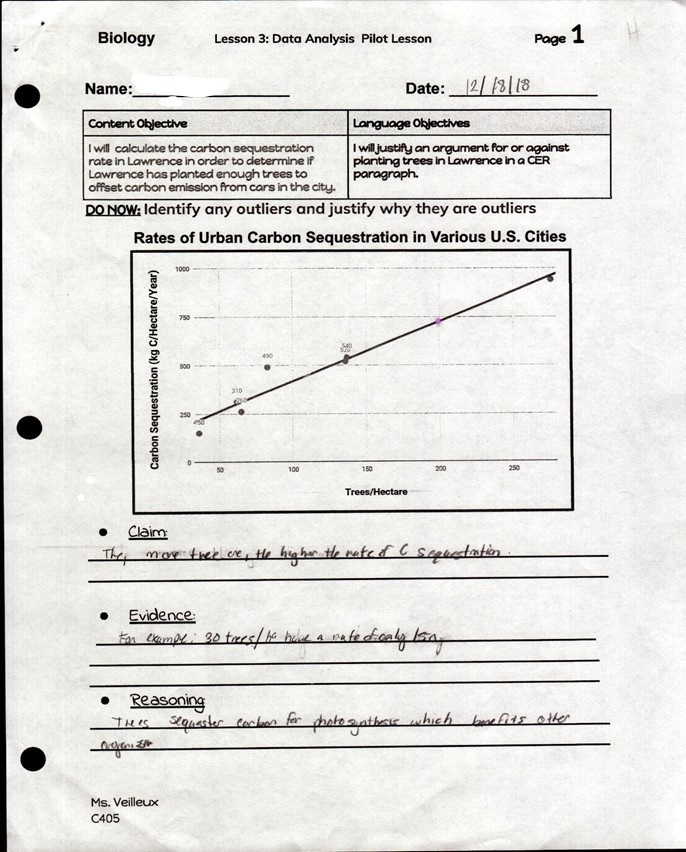 Biology Lesson 3: Data Analysis Pilot Lesson Page 1
H
Name: Date: 12/18/18
Content Objective Language Objectives
I will calculate the carbon sequestration
rate in Lawrence in order to determine if
Lawrence has planted enough trees to
offset carbon emission from cars in the city.
I will justify an argument for or against
planting trees in Lawrence in a CER
paragraph.
DO NOW: Identify any outliers and justify why they are outliers
Rates of Urban Carbon Sequestration in Various U.S. Cities
Carbon Sequestration (kg C/Hectare/Year)
1000
750
500
250
0
490
540
520
310
50 100 150 200 250
Trees/Hectare
Claim:
The, more tree are, the higher the rate of C sequestration.
Evidence:
For example: 30 trees/ha have a rate of only 150
Reasoning:
Trees sequester carbon for photosynthesis which benefits other
Ms. Veilleux
C405